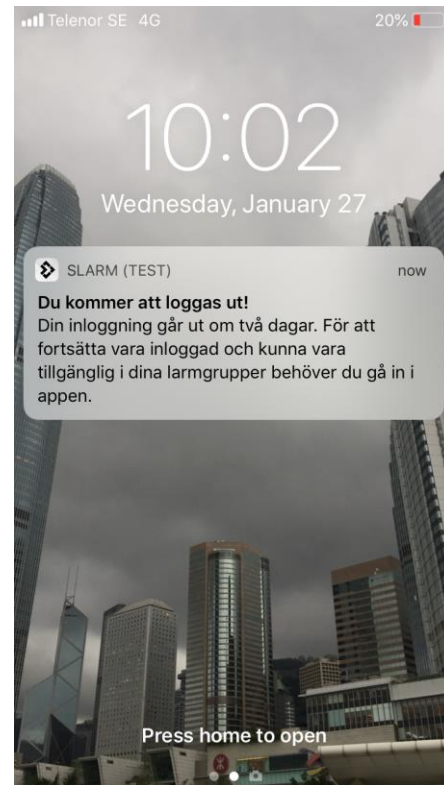 Telenor SE 4G 20%
10:02
Wednesday, January 27
SLARM (TEST) now
Du kommer att loggas ut!
Din inloggning går ut om två dagar. För att
fortsätta vara inloggad och kunna vara
tillgänglig i dina larmgrupper behöver du gå in i
appen.
Press home to open